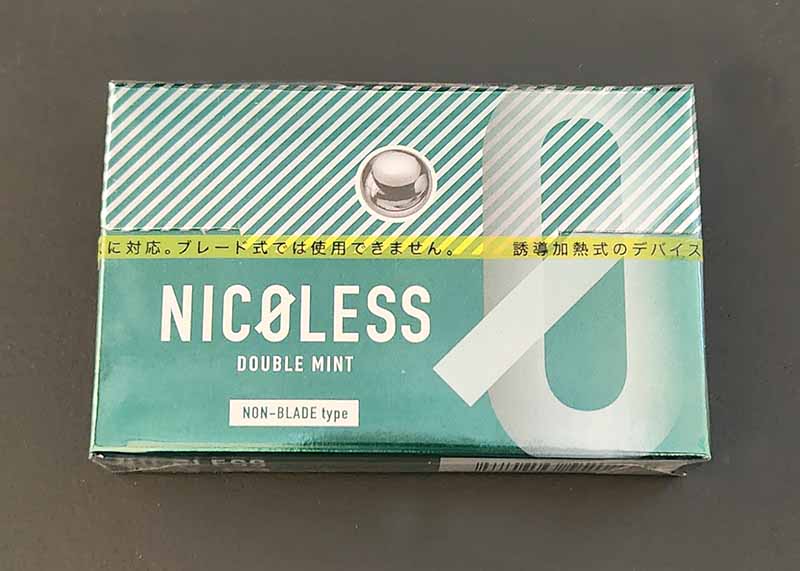 に対応。ブレード式では使用できません。 誘導加熱式のデバイス
NICØLESS
DOUBLE MINT
NON-BLADE type